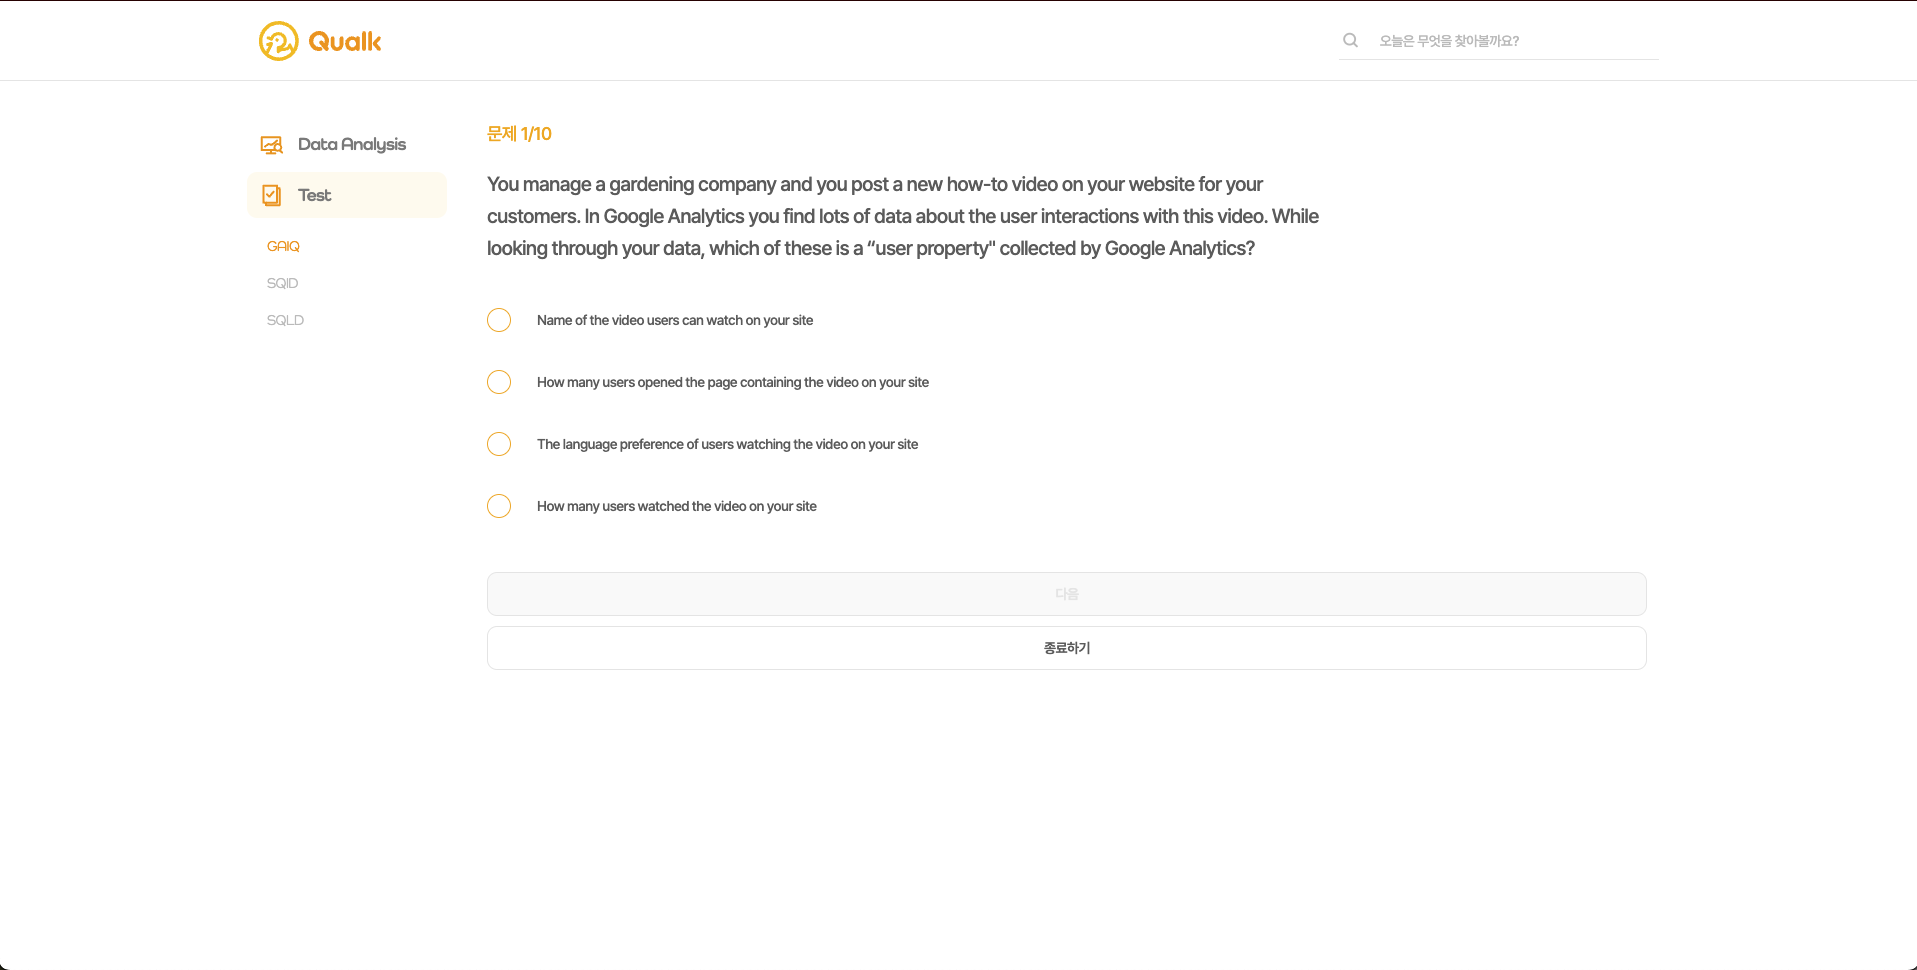 Qualk
오늘은 무엇을 찾아볼까요?
Data Analysis
Test
GAIQ
SQID
SQLD
문제 1/10
You manage a gardening company and you post a new how-to video on your website for your
customers. In Google Analytics you find lots of data about the user interactions with this video. While
looking through your data, which of these is a “user property" collected by Google Analytics?
Name of the video users can watch on your site
How many users opened the page containing the video on your site
The language preference of users watching the video on your site
How many users watched the video on your site
다음
종료하기